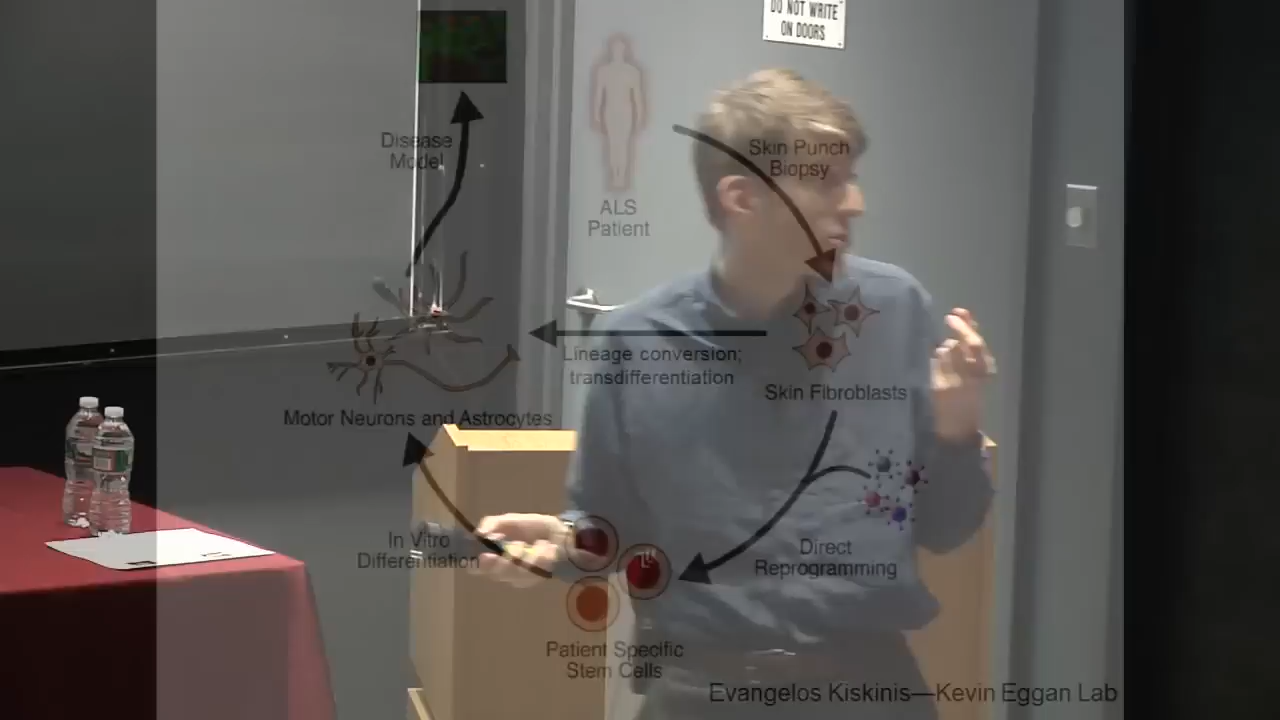 DO NOT WRITE
ON DOORS
Disease
Model
Skin Punch
Biopsy
ALS
Patient
Lineage conversion;
transdifferentiation
Skin Fibroblasts
Motor Neurons and Astrocytes
In Vitro
Differentiation
Direct
Reprogramming
Patient Specific
Stem Cells
Evangelos Kiskinis—Kevin Eggan Lab